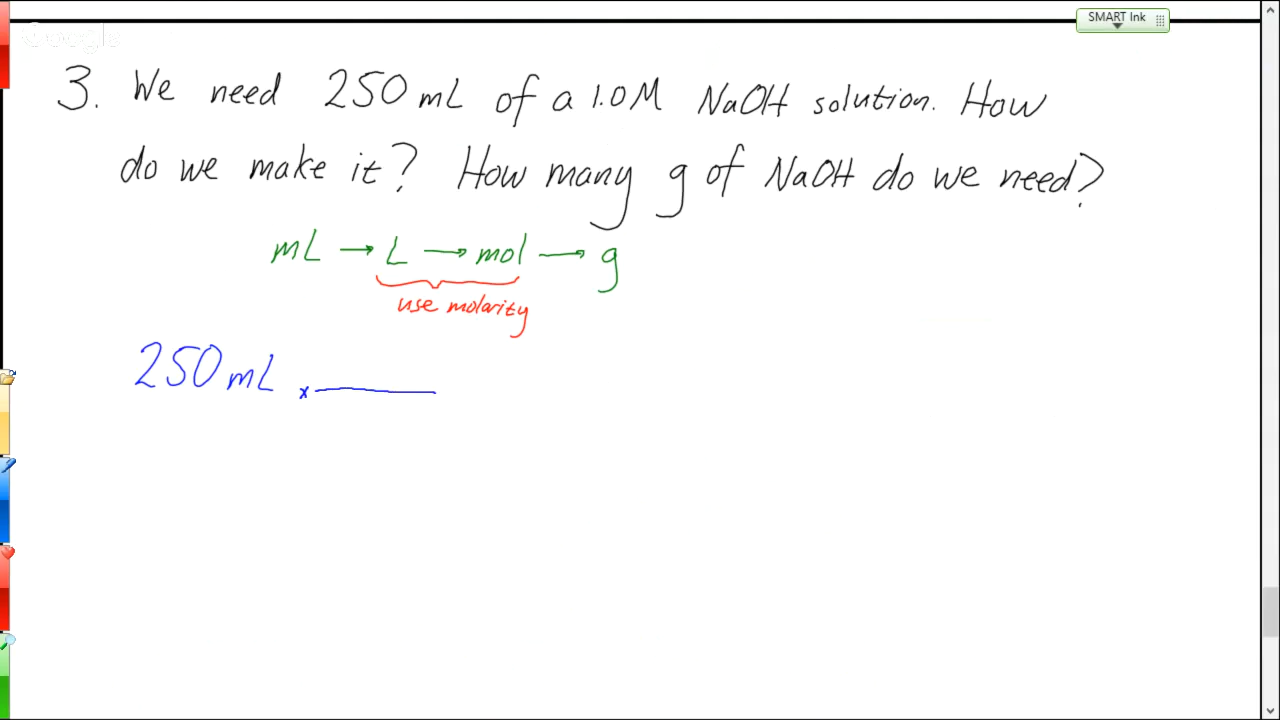 SMART Ink
Google
3. We need 250 mL of a 1.0 M NaOH solution. How
do we make it? How many g of NaOH do we need?
mL → L → mol → g
use molarity
250 mL x